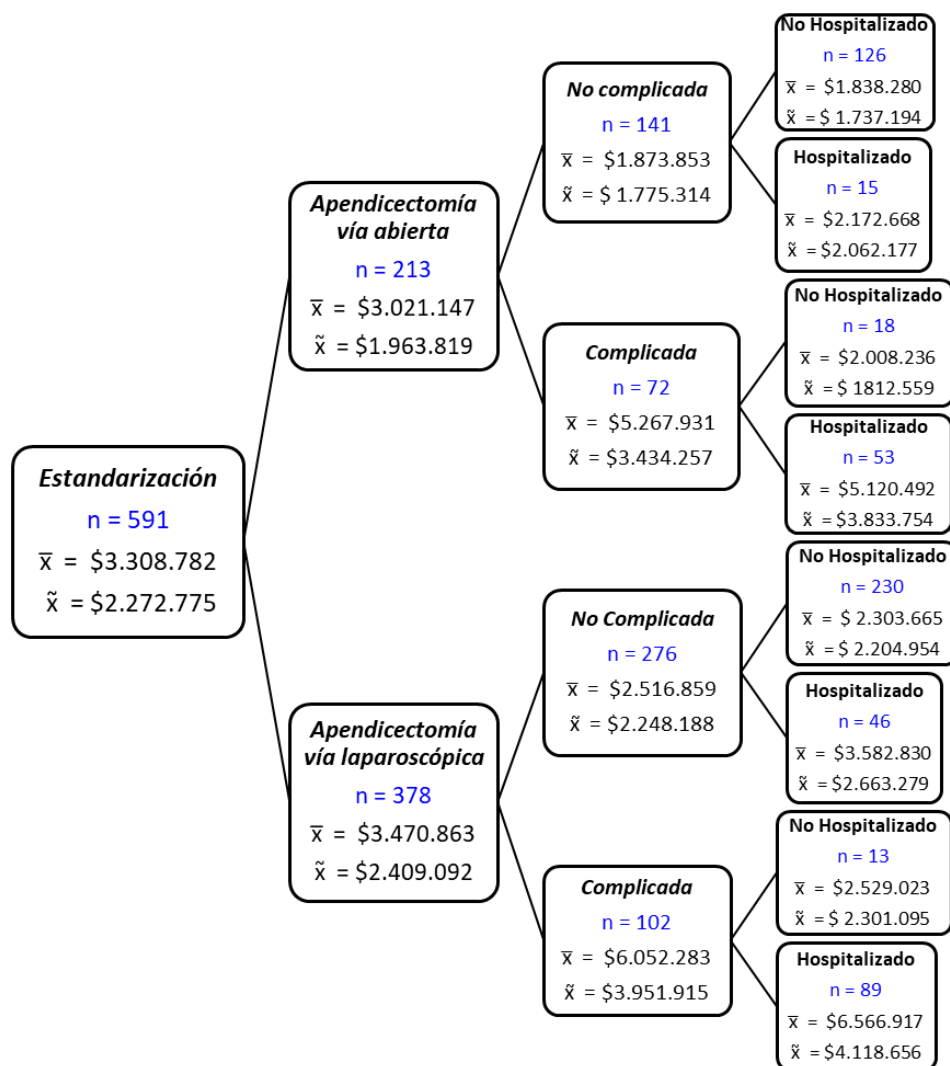 Estandarización
n = 591
x̅ = $3.308.782
x̃ = $2.272.775
Apendicectomía
vía abierta
n = 213
x̅ = $3.021.147
x̃ = $1.963.819
No complicada
n = 141
x̅ = $1.873.853
x̃ = $ 1.775.314
No Hospitalizado
n = 126
x̅ = $1.838.280
x̃ = $ 1.737.194
Hospitalizado
n = 15
x̅ = $2.172.668
x̃ = $2.062.177
Complicada
n = 72
x̅ = $5.267.931
x̃ = $3.434.257
No Hospitalizado
n = 18
x̅ = $2.008.236
x̃ = $ 1812.559
Hospitalizado
n = 53
x̅ = $5.120.492
x̃ = $3.833.754
Apendicectomía
vía laparoscópica
n = 378
x̅ = $3.470.863
x̃ = $2.409.092
No Complicada
n = 276
x̅ = $2.516.859
x̃ = $2.248.188
No Hospitalizado
n = 230
x̅ = $ 2.303.665
x̃ = $ 2.204.954
Hospitalizado
n = 46
x̅ = $3.582.830
x̃ = $2.663.279
Complicada
n = 102
x̅ = $6.052.283
x̃ = $3.951.915
No Hospitalizado
n = 13
x̅ = $2.529.023
x̃ = $ 2.301.095
Hospitalizado
n = 89
x̅ = $6.566.917
x̃ = $4.118.656